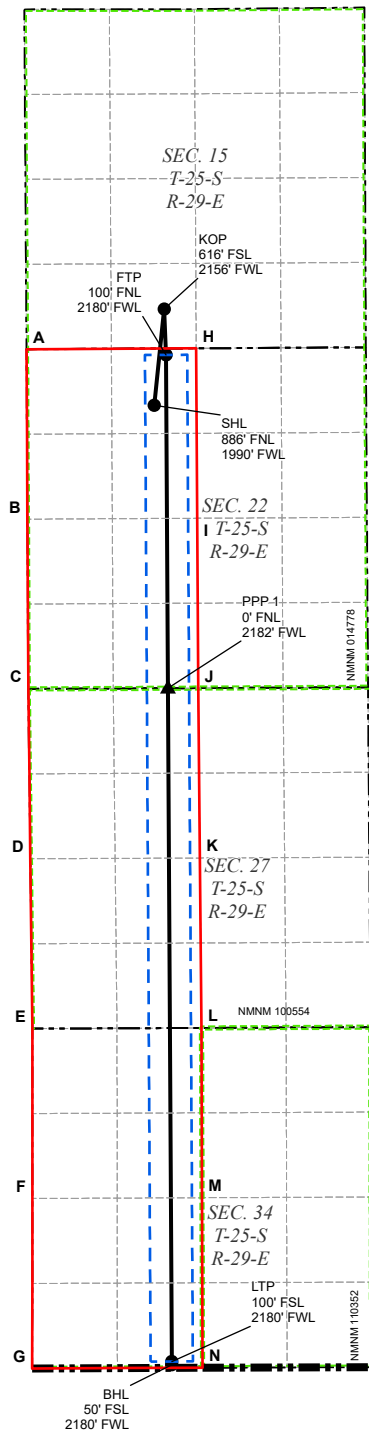 SEC. 15
T-25-S
R-29-E
KOP
616' FSL
2156' FWL
FTP
100' FNL
2180' FWL
A
H
SHL
886' FNL
1990' FWL
B
SEC. 22
I
T-25-S
R-29-E
PPP 1
0' FNL
2182' FWL
NMNM 014778
C
J
D
K
SEC. 27
T-25-S
R-29-E
E
L
NMNM 100554
F
M
SEC. 34
T-25-S
R-29-E
LTP
100' FSL
2180' FWL
NMNM 110352
G
N
BHL
50' FSL
2180' FWL